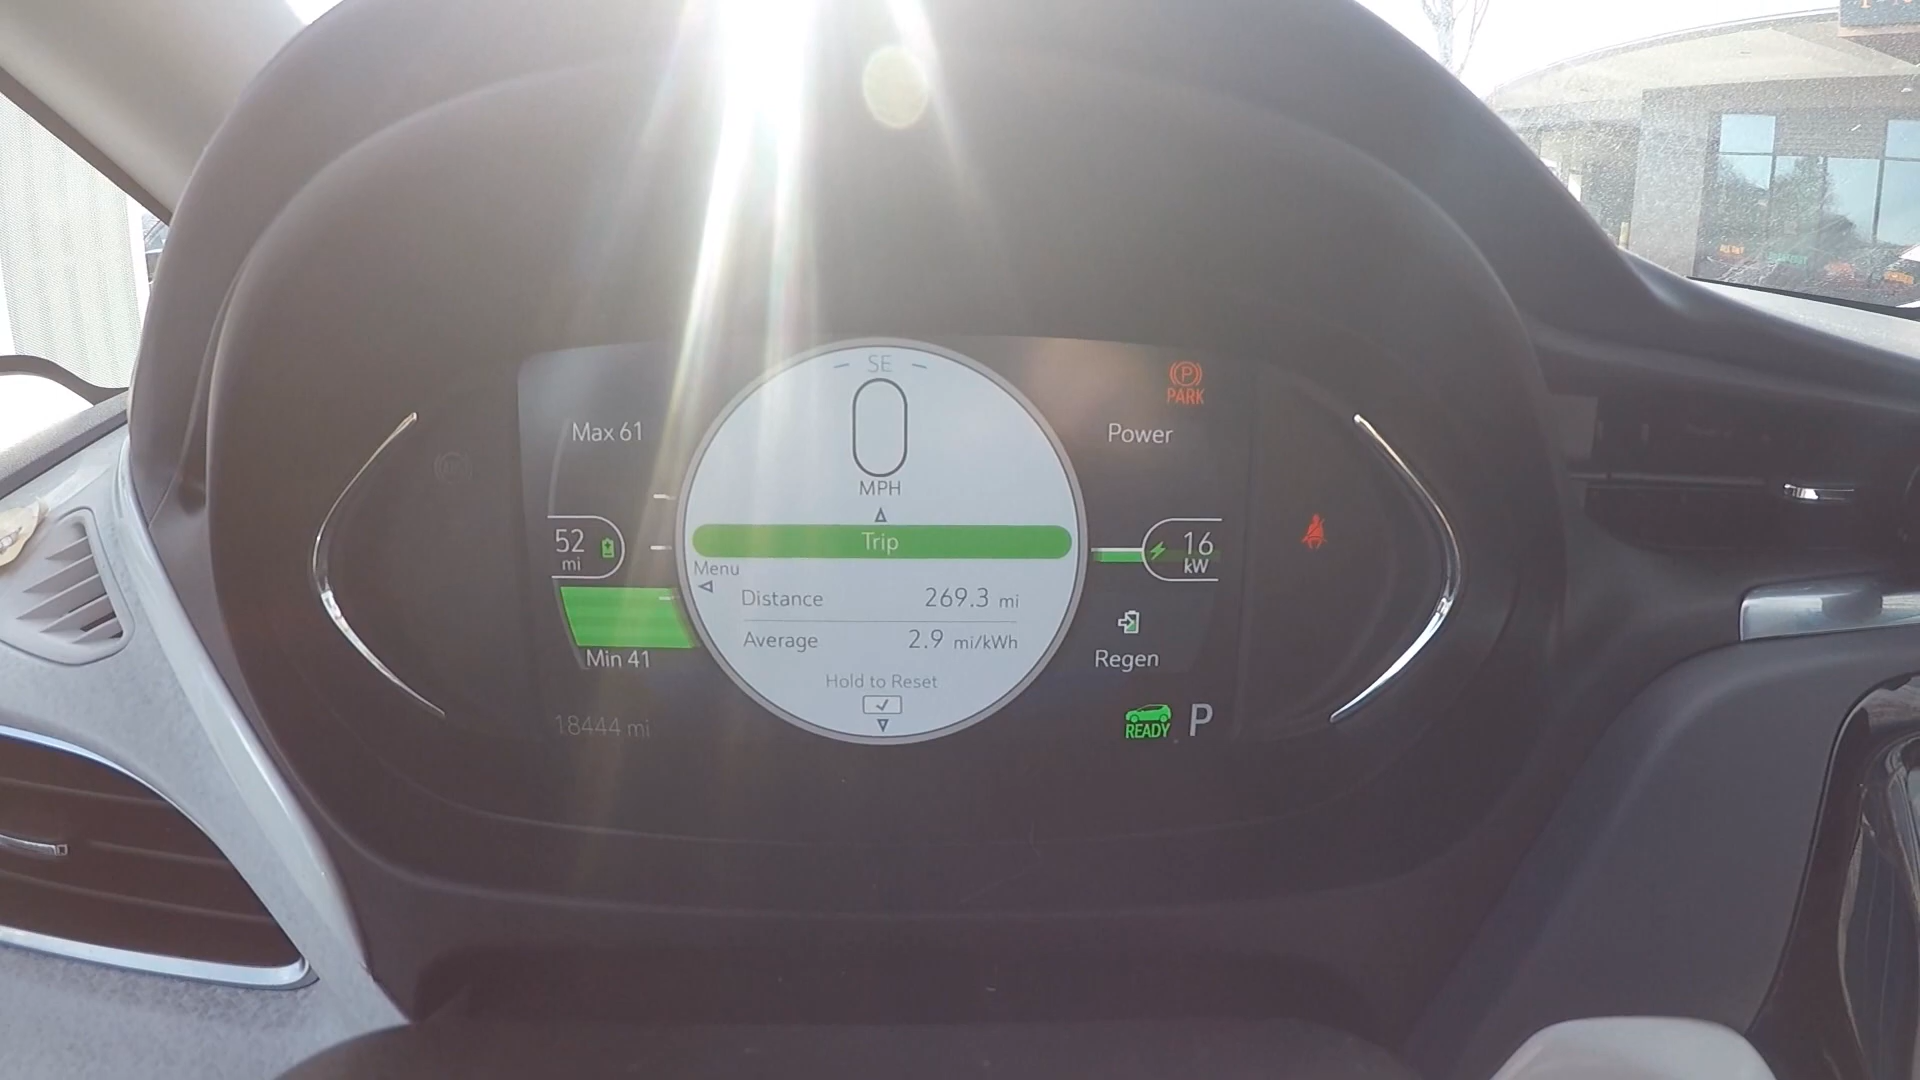 SE
0
MPH
PARK
Max 61
Power
52
mi
Trip
16
kW
Menu
Distance 269.3 mi
Average 2.9 mi/kWh
Min 41
Regen
Hold to Reset
18444 mi
READY
P